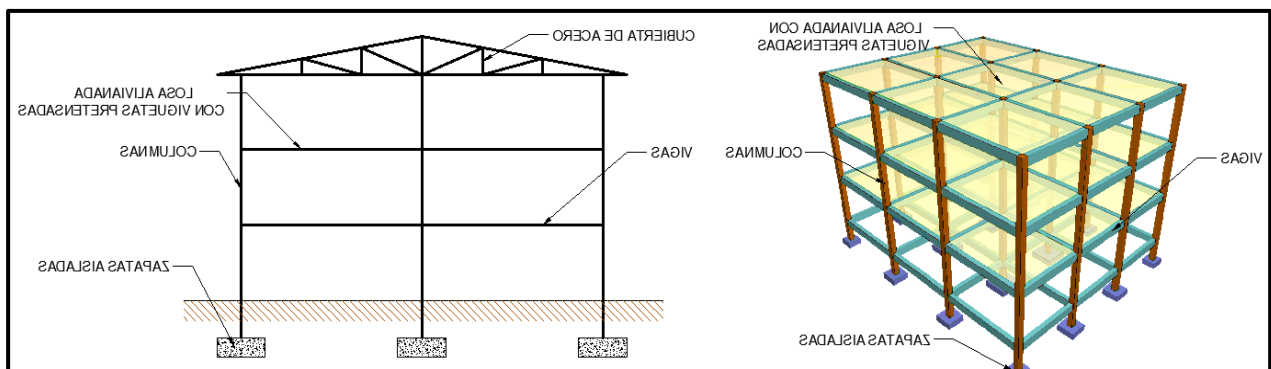 CUBIERTA DE ACERO
LOSA ALIVIANADA
CON VIGUETAS PRETENSADAS
COLUMNAS
VIGAS
ZAPATAS AISLADAS
LOSA ALIVIANADA CON
VIGUETAS PRETENSADAS
COLUMNAS
VIGAS
ZAPATAS AISLADAS